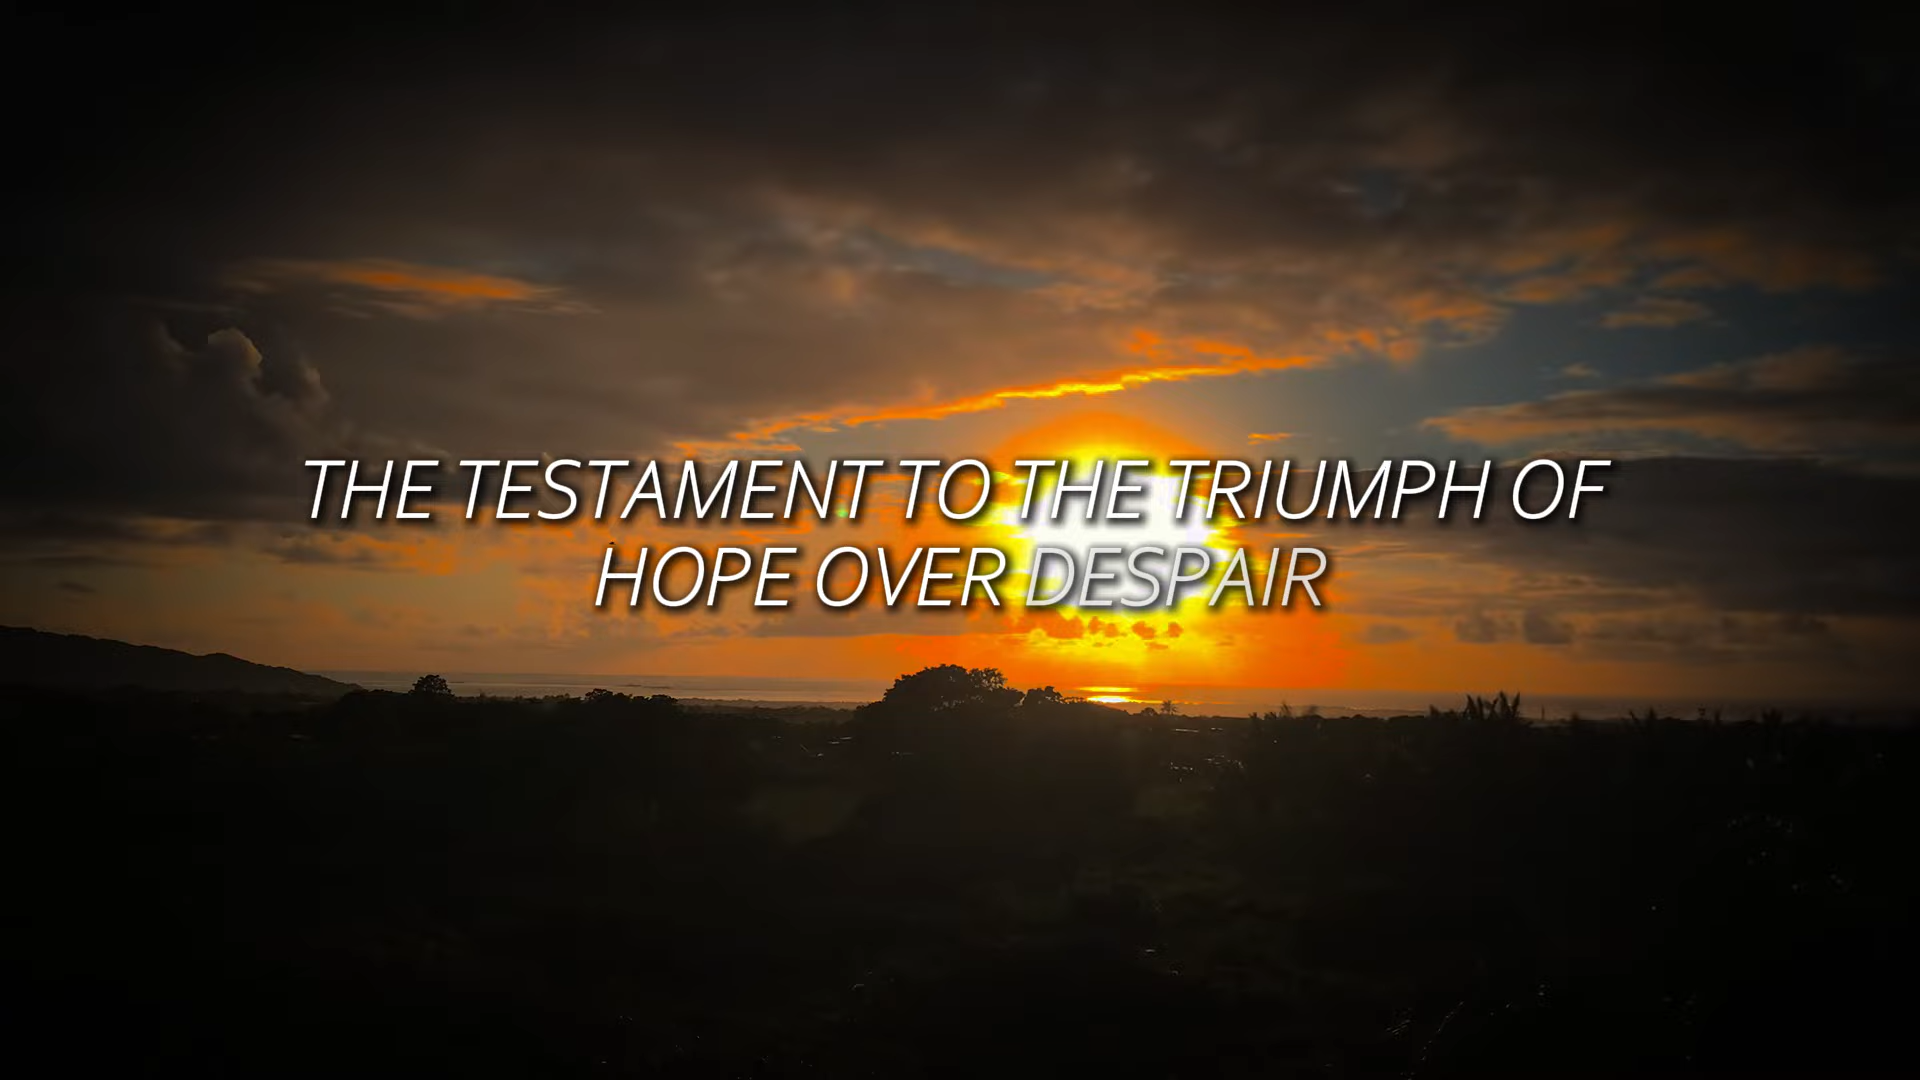 THE TESTAMENT TO THE TRIUMPH OF
HOPE OVER DESPAIR